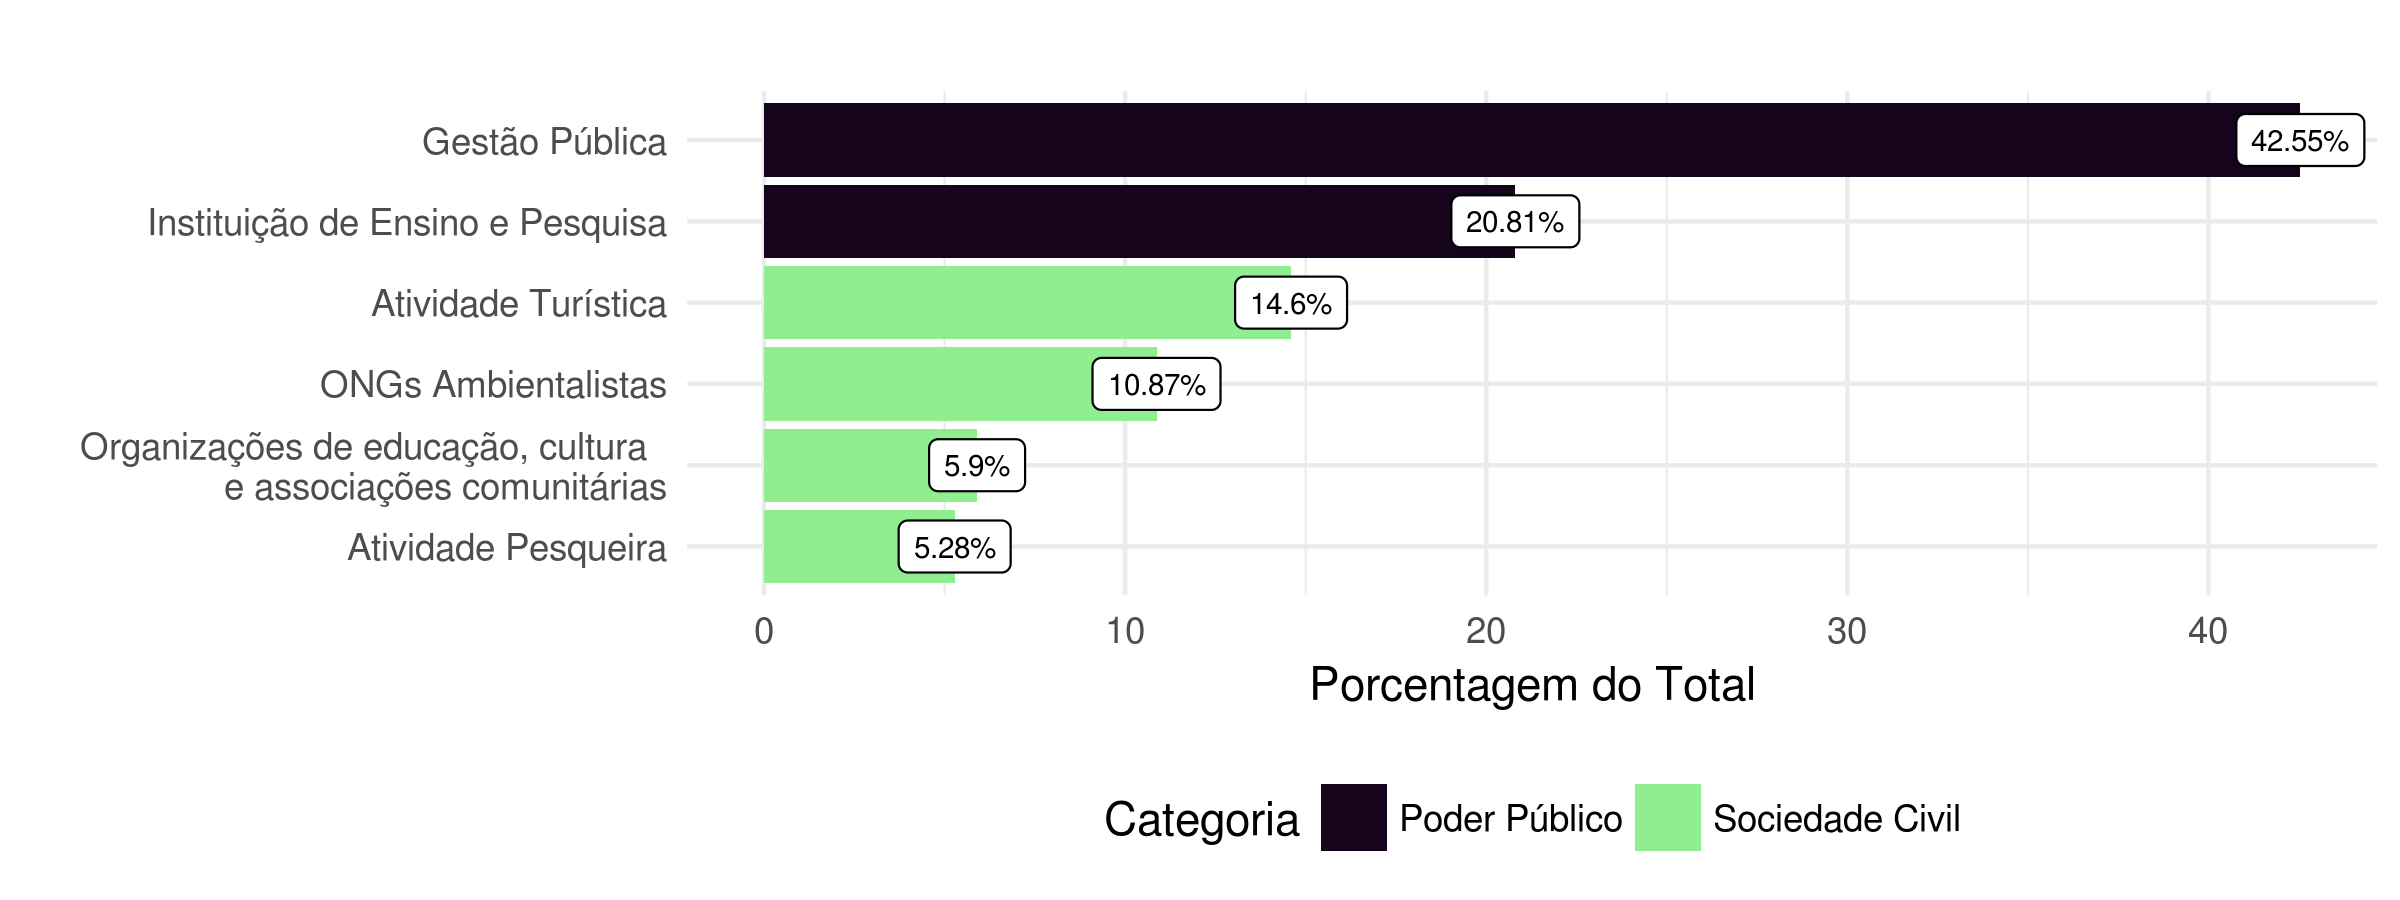 Gestão Pública
42.55%
Instituição de Ensino e Pesquisa
20.81%
Atividade Turística
14.6%
ONGs Ambientalistas
10.87%
Organizações de educação, cultura
e associações comunitárias
5.9%
Atividade Pesqueira
5.28%
0 10 20 30 40
Porcentagem do Total
Categoria Poder Público Sociedade Civil